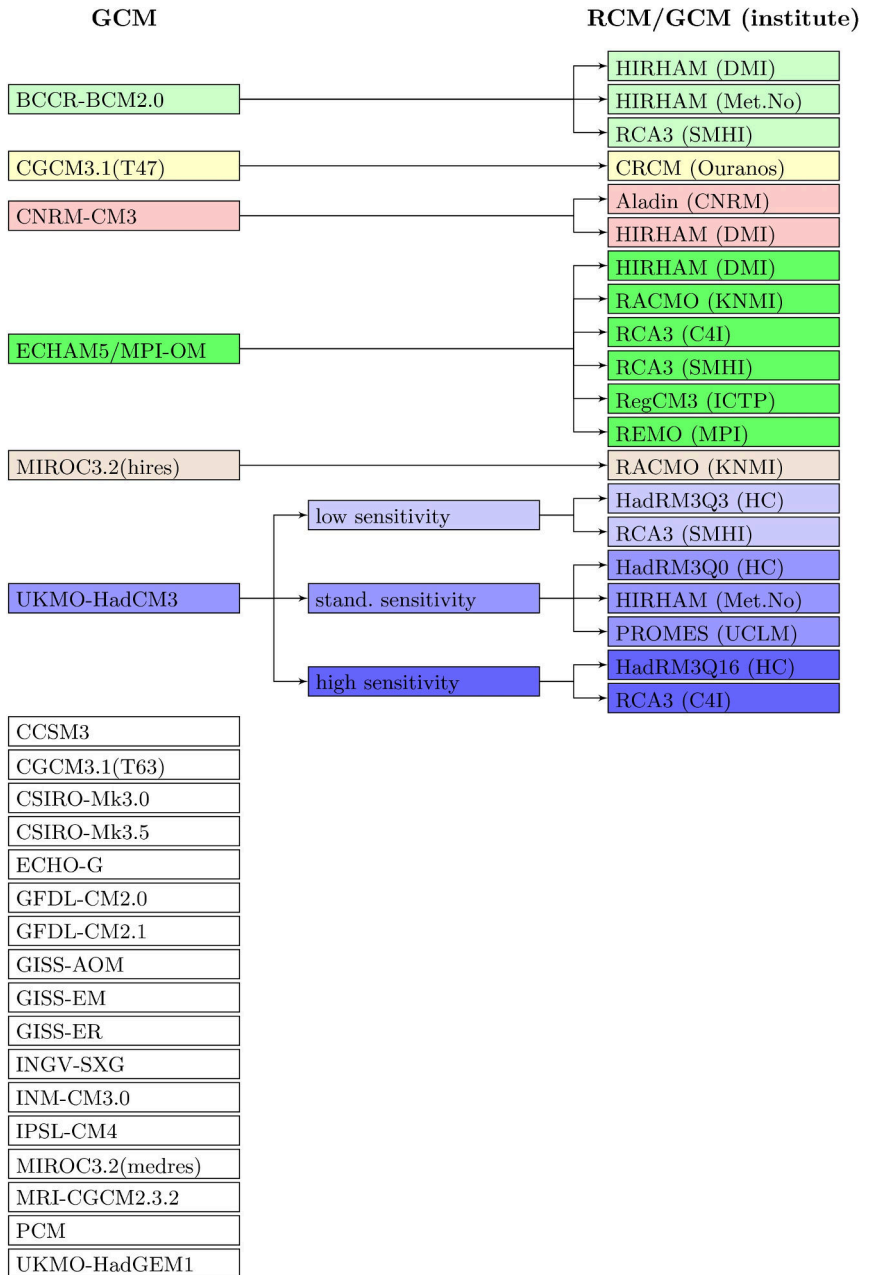 GCM RCM/GCM (institute)
HIRHAM (DMI)
BCCR-BCM2.0 HIRHAM (Met.No)
RCA3 (SMHI)
CGCM3.1(T47) CRCM (Ouranos)
Aladin (CNRM)
CNRM-CM3
HIRHAM (DMI)
HIRHAM (DMI)
RACMO (KNMI)
RCA3 (C4I)
ECHAM5/MPI-OM
RCA3 (SMHI)
RegCM3 (ICTP)
REMO (MPI)
MIROC3.2(hires) RACMO (KNMI)
HadRM3Q3 (HC)
low sensitivity
RCA3 (SMHI)
HadRM3Q0 (HC)
UKMO-HadCM3 stand. sensitivity HIRHAM (Met.No)
PROMES (UCLM)
HadRM3Q16 (HC)
high sensitivity
RCA3 (C4I)
CCSM3
CGCM3.1(T63)
CSIRO-Mk3.0
CSIRO-Mk3.5
ECHO-G
GFDL-CM2.0
GFDL-CM2.1
GISS-AOM
GISS-EM
GISS-ER
INGV-SXG
INM-CM3.0
IPSL-CM4
MIROC3.2(medres)
MRI-CGCM2.3.2
PCM
UKMO-HadGEM1